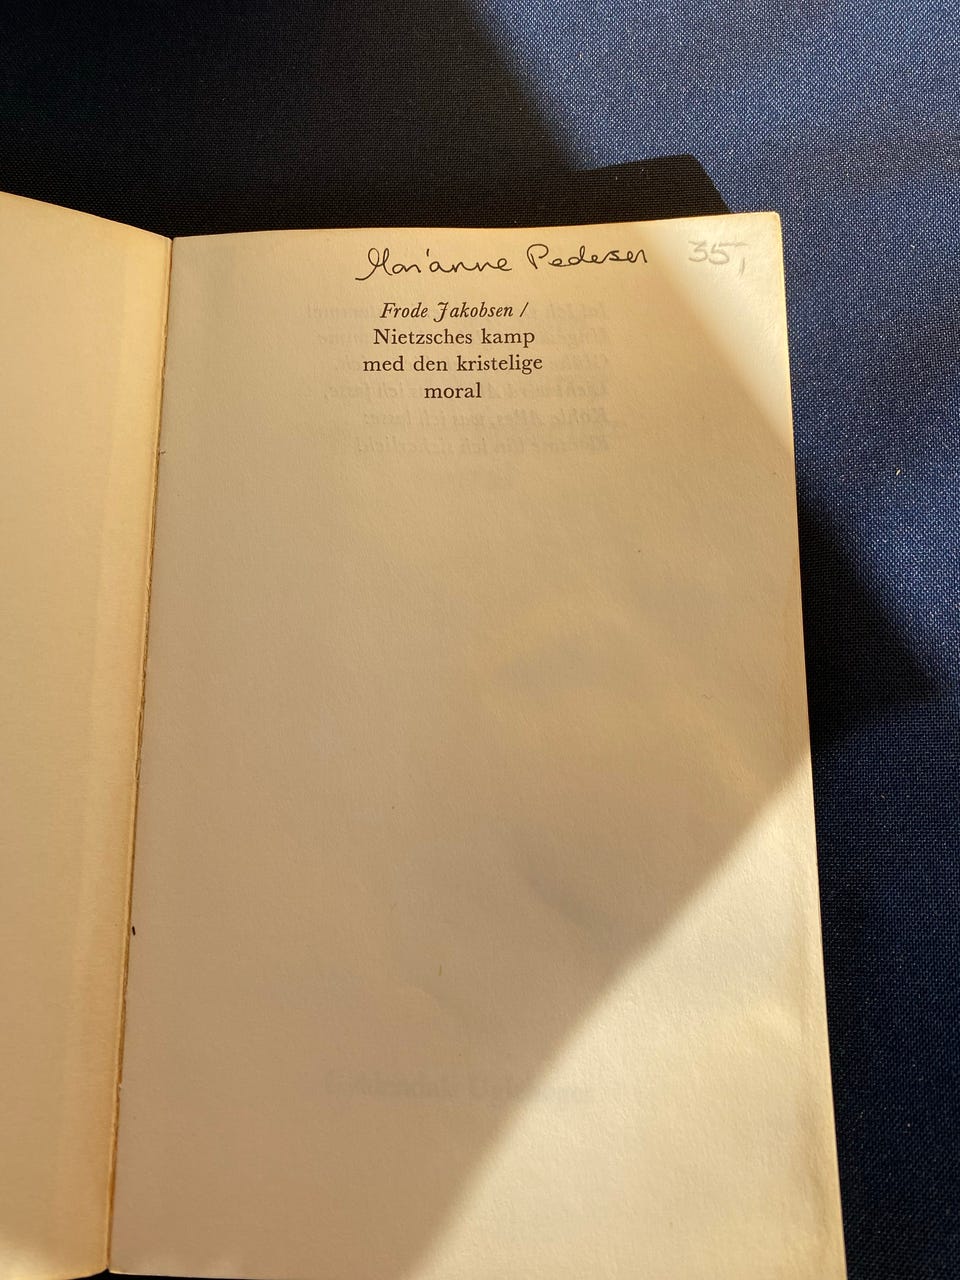 Marianne Pedersen 35,
Frode Jakobsen /
Nietzsches kamp
med den kristelige
moral